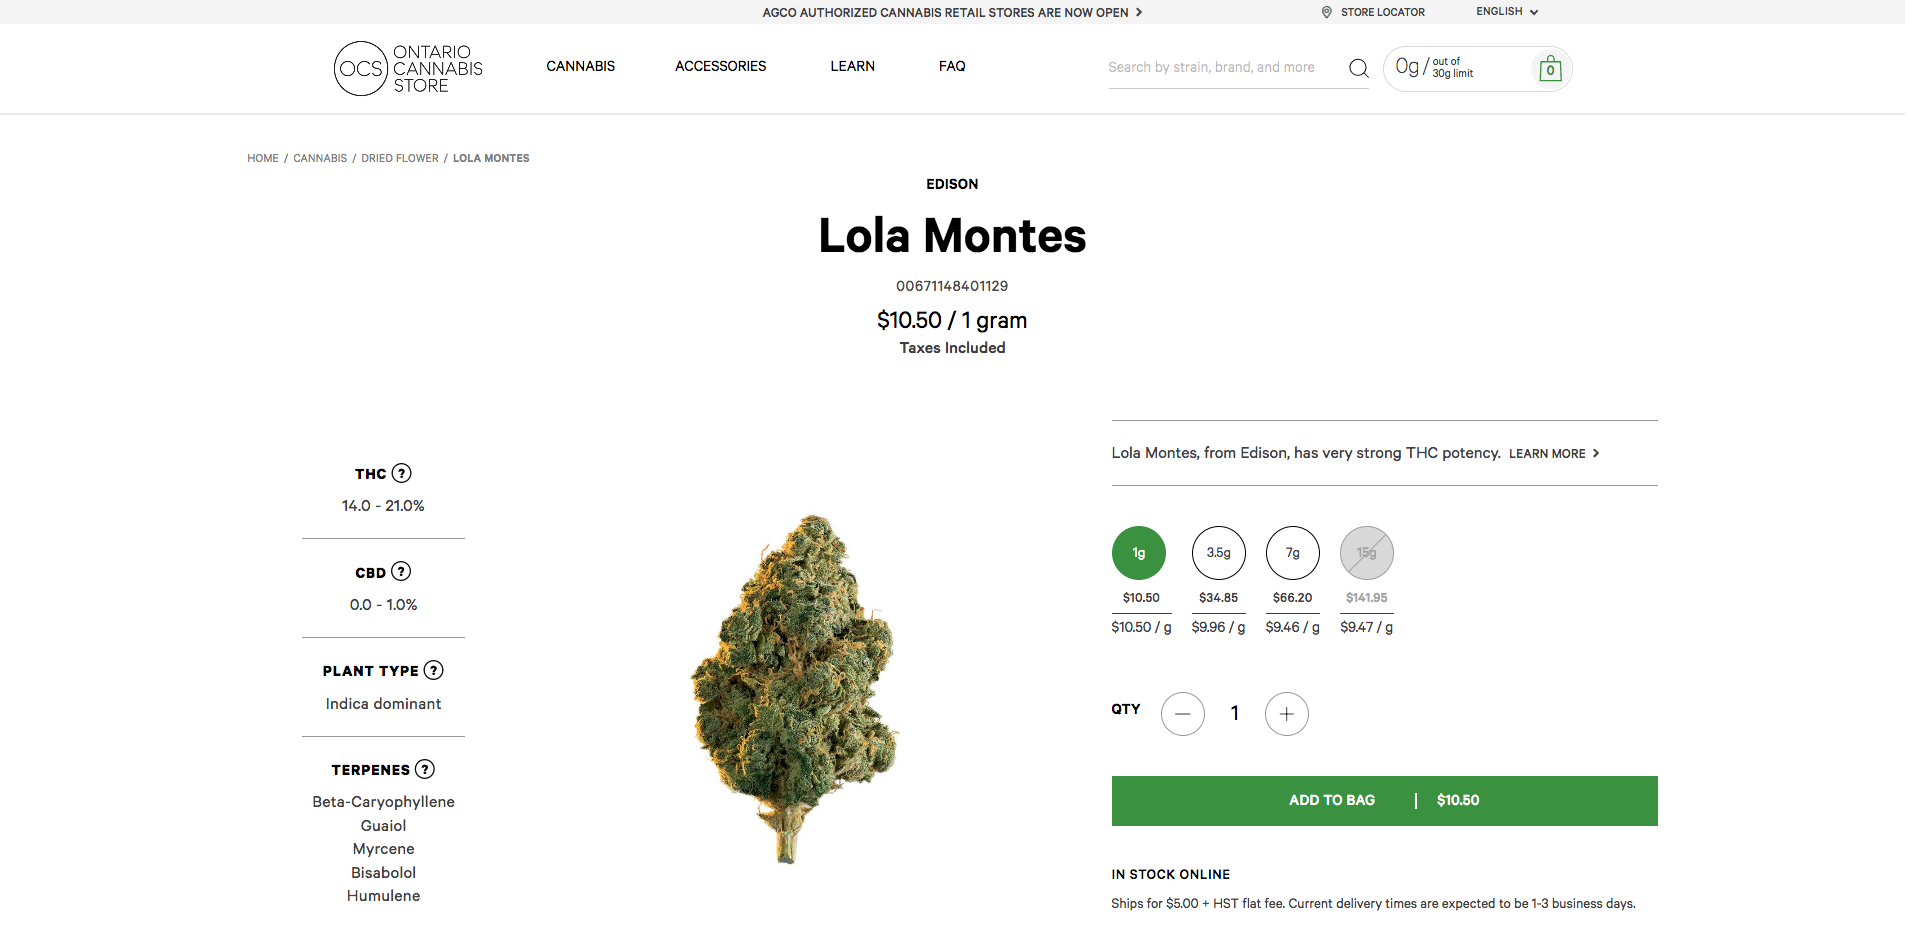 AGCO AUTHORIZED CANNABIS RETAIL STORES ARE NOW OPEN
STORE LOCATOR
ENGLISH
OCS
ONTARIO
CANNABIS
STORE
CANNABIS
ACCESSORIES
LEARN
FAQ
Search by strain, brand, and more
0g / out of
30g limit
0
HOME / CANNABIS / DRIED FLOWER / LOLA MONTES
EDISON
Lola Montes
00671148401129
$10.50 / 1 gram
Taxes Included
THC ?
14.0 - 21.0%
CBD ?
0.0 - 1.0%
PLANT TYPE ?
Indica dominant
TERPENES ?
Beta-Caryophyllene
Guaiol
Myrcene
Bisabolol
Humulene
Lola Montes, from Edison, has very strong THC potency. LEARN MORE
1g 3.5g 7g 15g
$10.50 $34.85 $66.20 $141.95
$10.50 / g $9.96 / g $9.46 / g $9.47 / g
QTY — 1 +
ADD TO BAG | $10.50
IN STOCK ONLINE
Ships for $5.00 + HST flat fee. Current delivery times are expected to be 1-3 business days.